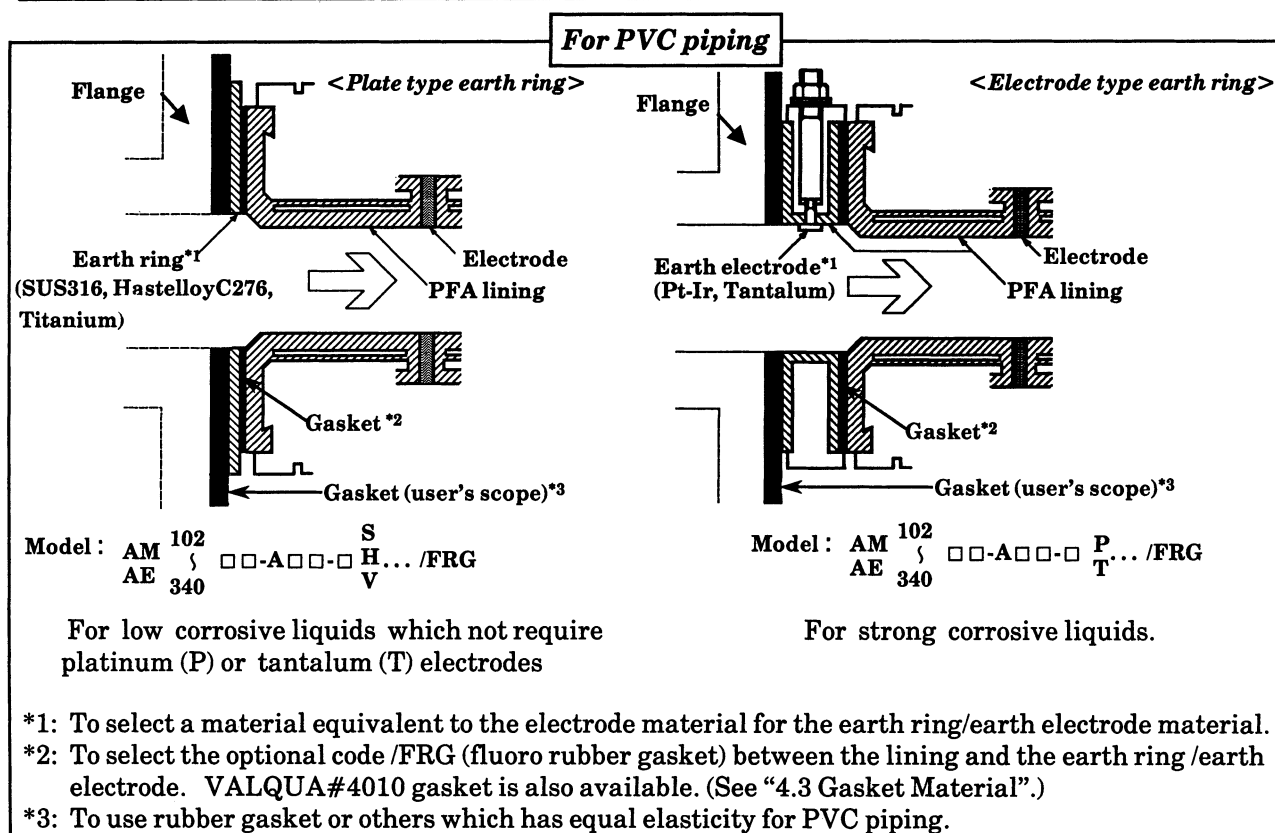 For PVC piping
<Plate type earth ring>
Flange
Earth ring*1
(SUS316, HastelloyC276,
Titanium)
Electrode
PFA lining
Gasket *2
Gasket (user's scope)*3
Model : AM AE 102 ∫ 340 □□-A□□-□ S H V ... /FRG
For low corrosive liquids which not require
platinum (P) or tantalum (T) electrodes
<Electrode type earth ring>
Flange
Earth electrode*1
(Pt-Ir, Tantalum)
Electrode
PFA lining
Gasket*2
Gasket (user's scope)*3
Model : AM AE 102 ∫ 340 □□-A□□-□ P T ... /FRG
For strong corrosive liquids.
*1: To select a material equivalent to the electrode material for the earth ring/earth electrode material.
*2: To select the optional code /FRG (fluoro rubber gasket) between the lining and the earth ring /earth
electrode. VALQUA#4010 gasket is also available. (See “4.3 Gasket Material”.)
*3: To use rubber gasket or others which has equal elasticity for PVC piping.